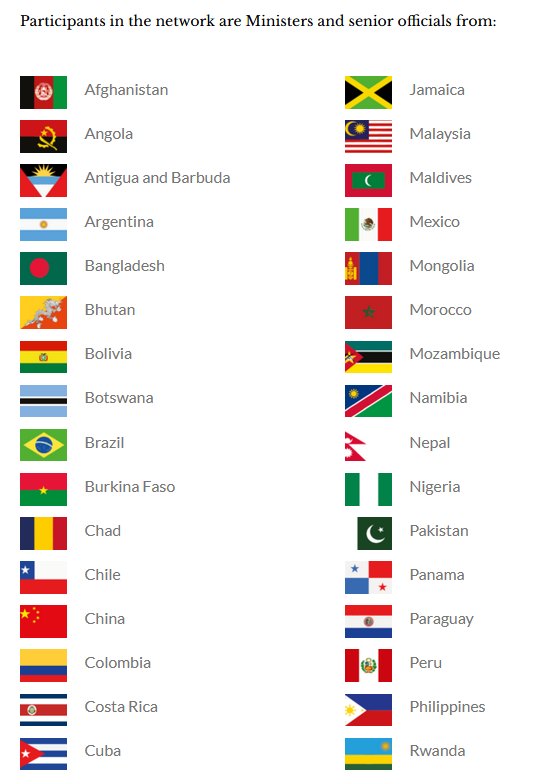 Participants in the network are Ministers and senior officials from:
Afghanistan
Angola
Antigua and Barbuda
Argentina
Bangladesh
Bhutan
Bolivia
Botswana
Brazil
Burkina Faso
Chad
Chile
China
Colombia
Costa Rica
Cuba
Jamaica
Malaysia
Maldives
Mexico
Mongolia
Morocco
Mozambique
Namibia
Nepal
Nigeria
Pakistan
Panama
Paraguay
Peru
Philippines
Rwanda